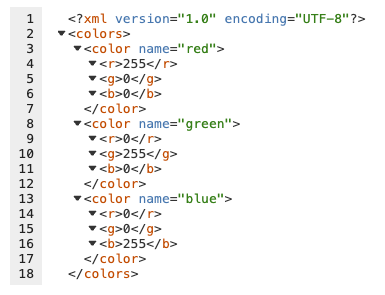 1 <?xml version="1.0" encoding="UTF-8"?>
2 <colors>
3 <color name="red">
4 <r>255</r>
5 <g>0</g>
6 <b>0</b>
7 </color>
8 <color name="green">
9 <r>0</r>
10 <g>255</g>
11 <b>0</b>
12 </color>
13 <color name="blue">
14 <r>0</r>
15 <g>0</g>
16 <b>255</b>
17 </color>
18 </colors>